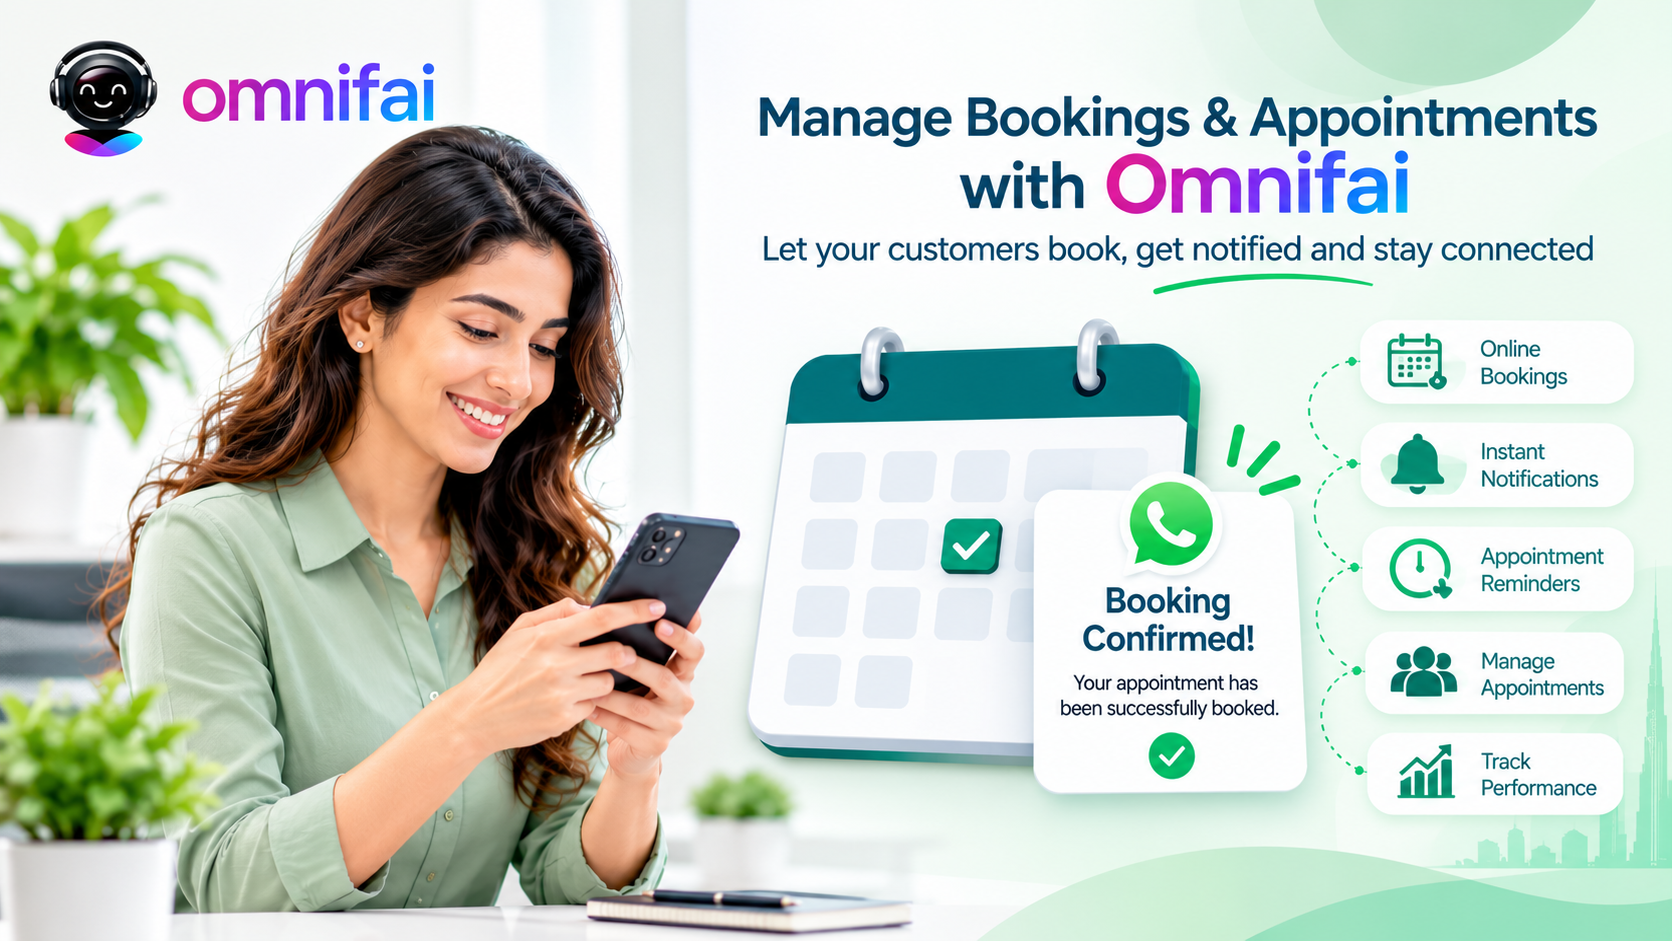 omnifai
Manage Bookings & Appointments
with Omnifai
Let your customers book, get notified and stay connected
Booking
Confirmed!
Your appointment has
been successfully booked.
Online
Bookings
Instant
Notifications
Appointment
Reminders
Manage
Appointments
Track
Performance